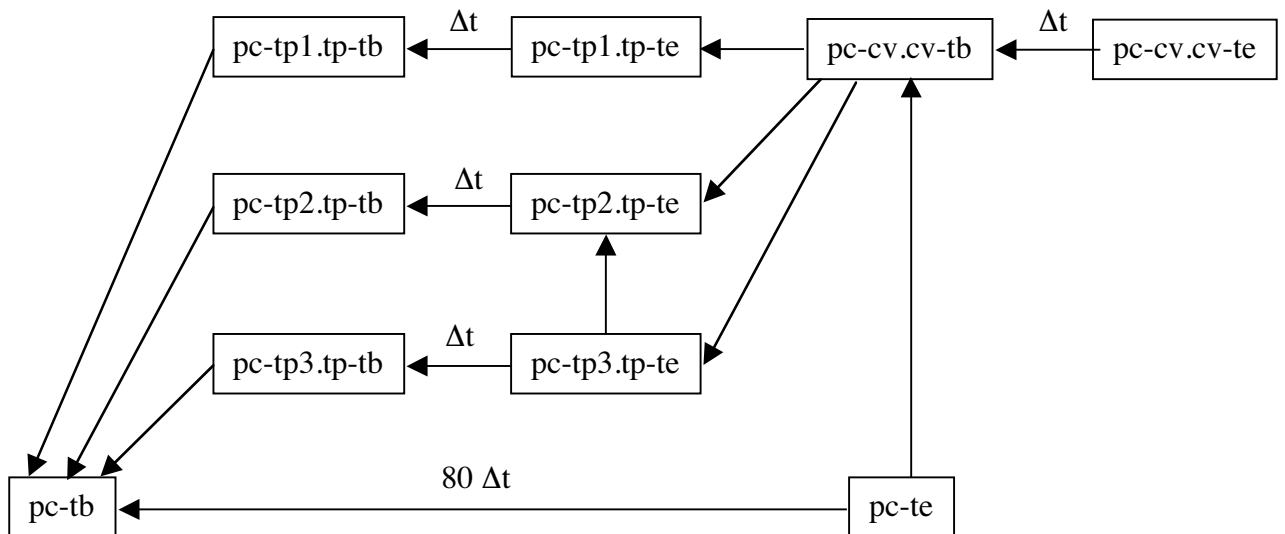 Δt
Δt
pc-tp1.tp-tb
pc-tp1.tp-te
pc-cv.cv-tb
pc-cv.cv-te
Δt
pc-tp2.tp-tb
pc-tp2.tp-te
Δt
pc-tp3.tp-tb
pc-tp3.tp-te
80 Δt
pc-tb
pc-te